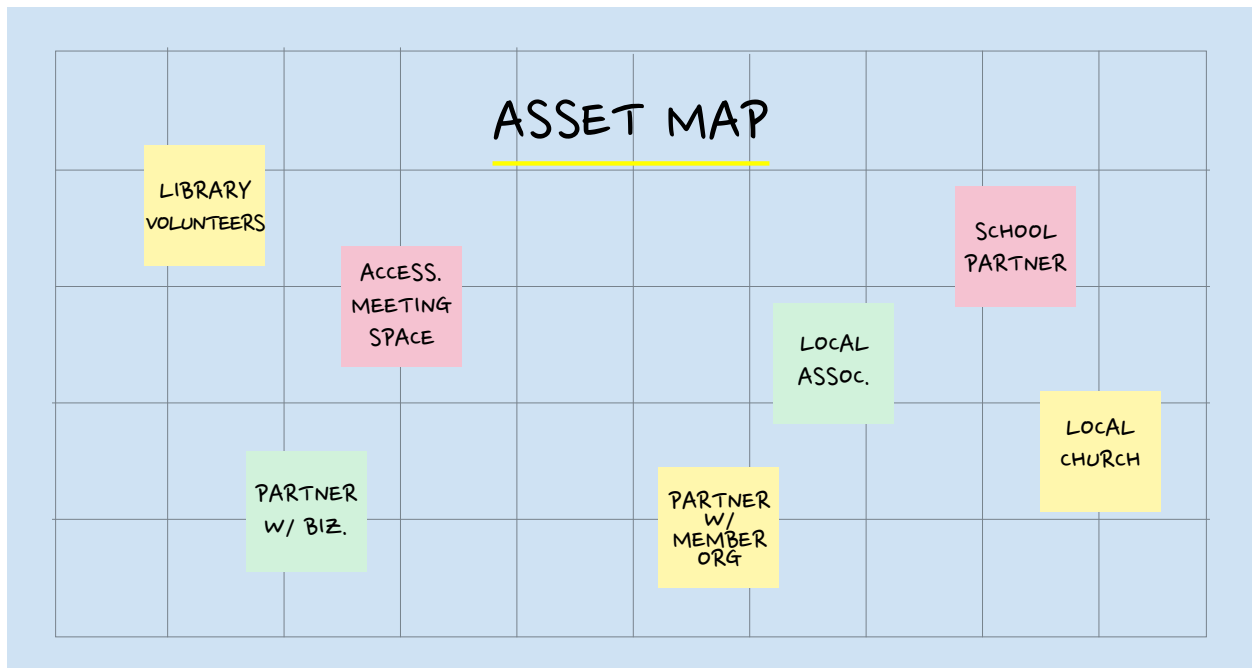 ASSET MAP
LIBRARY
VOLUNTEERS
ACCESS.
MEETING
SPACE
SCHOOL
PARTNER
LOCAL
ASSOC.
LOCAL
CHURCH
PARTNER
W/ BIZ.
PARTNER
W/
MEMBER
ORG